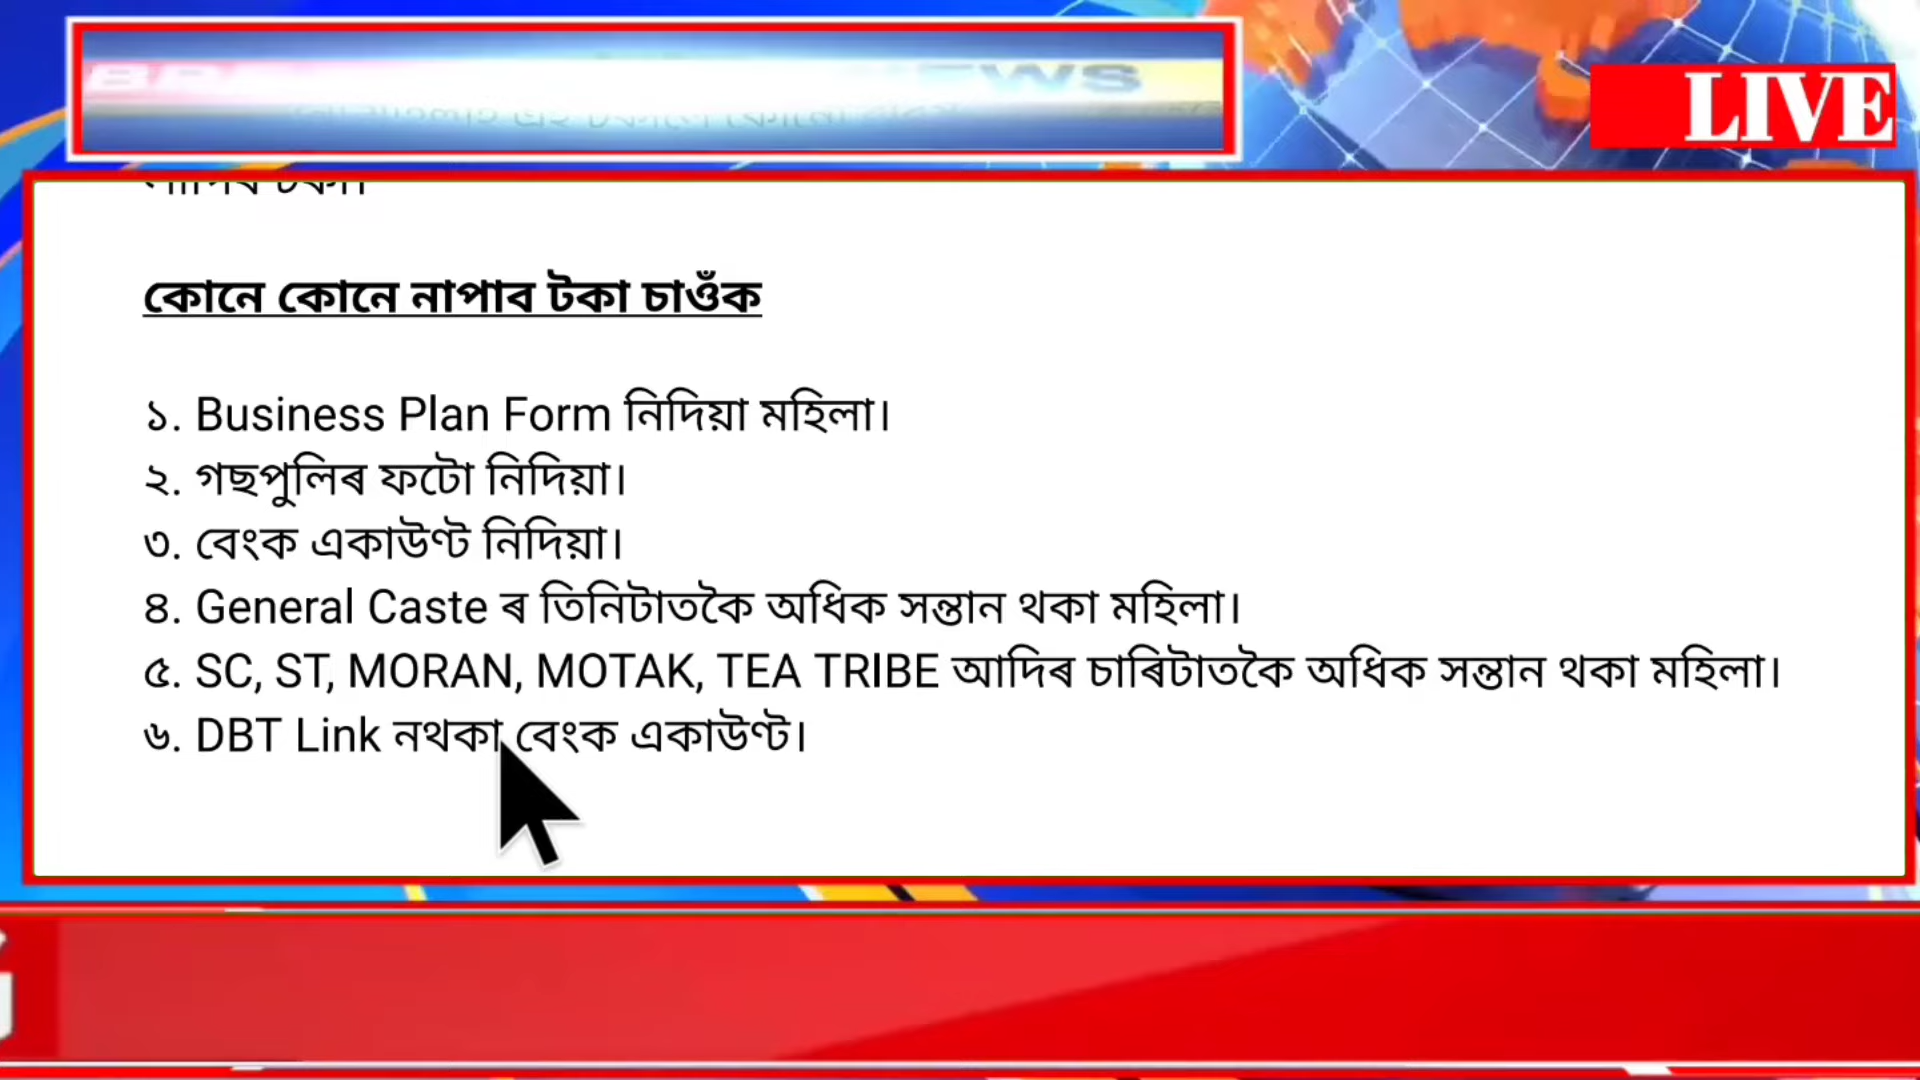 NEWS
LIVE
টকা।
কোনে কোনে নাপাব টকা চাওঁক
১. Business Plan Form নিদিয়া মহিলা।
২. গছপুলিৰ ফটো নিদিয়া।
৩. বেংক একাউণ্ট নিদিয়া।
৪. General Caste ৰ তিনিটাতকৈ অধিক সন্তান থকা মহিলা।
৫. SC, ST, MORAN, MOTAK, TEA TRIBE আদিৰ চাৰিটাতকৈ অধিক সন্তান থকা মহিলা।
৬. DBT Link নথকা বেংক একাউণ্ট।